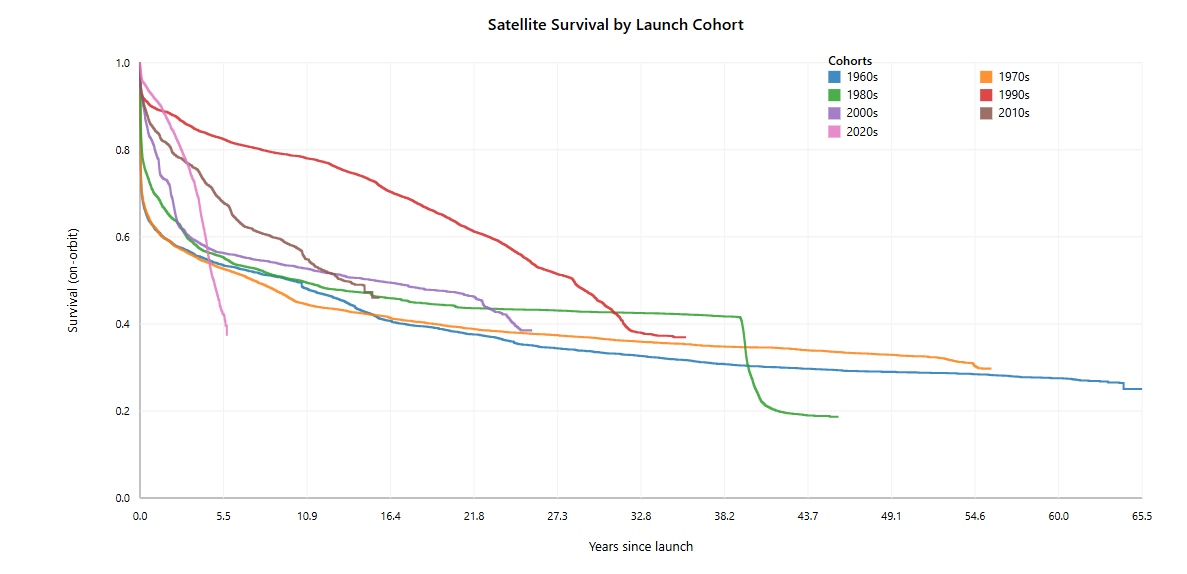 Satellite Survival by Launch Cohort
Cohorts
1960s 1970s
1980s 1990s
2000s 2010s
2020s
1.0
0.8
0.6
0.4
0.2
0.0
Survival (on-orbit)
0.0 5.5 10.9 16.4 21.8 27.3 32.8 38.2 43.7 49.1 54.6 60.0 65.5
Years since launch